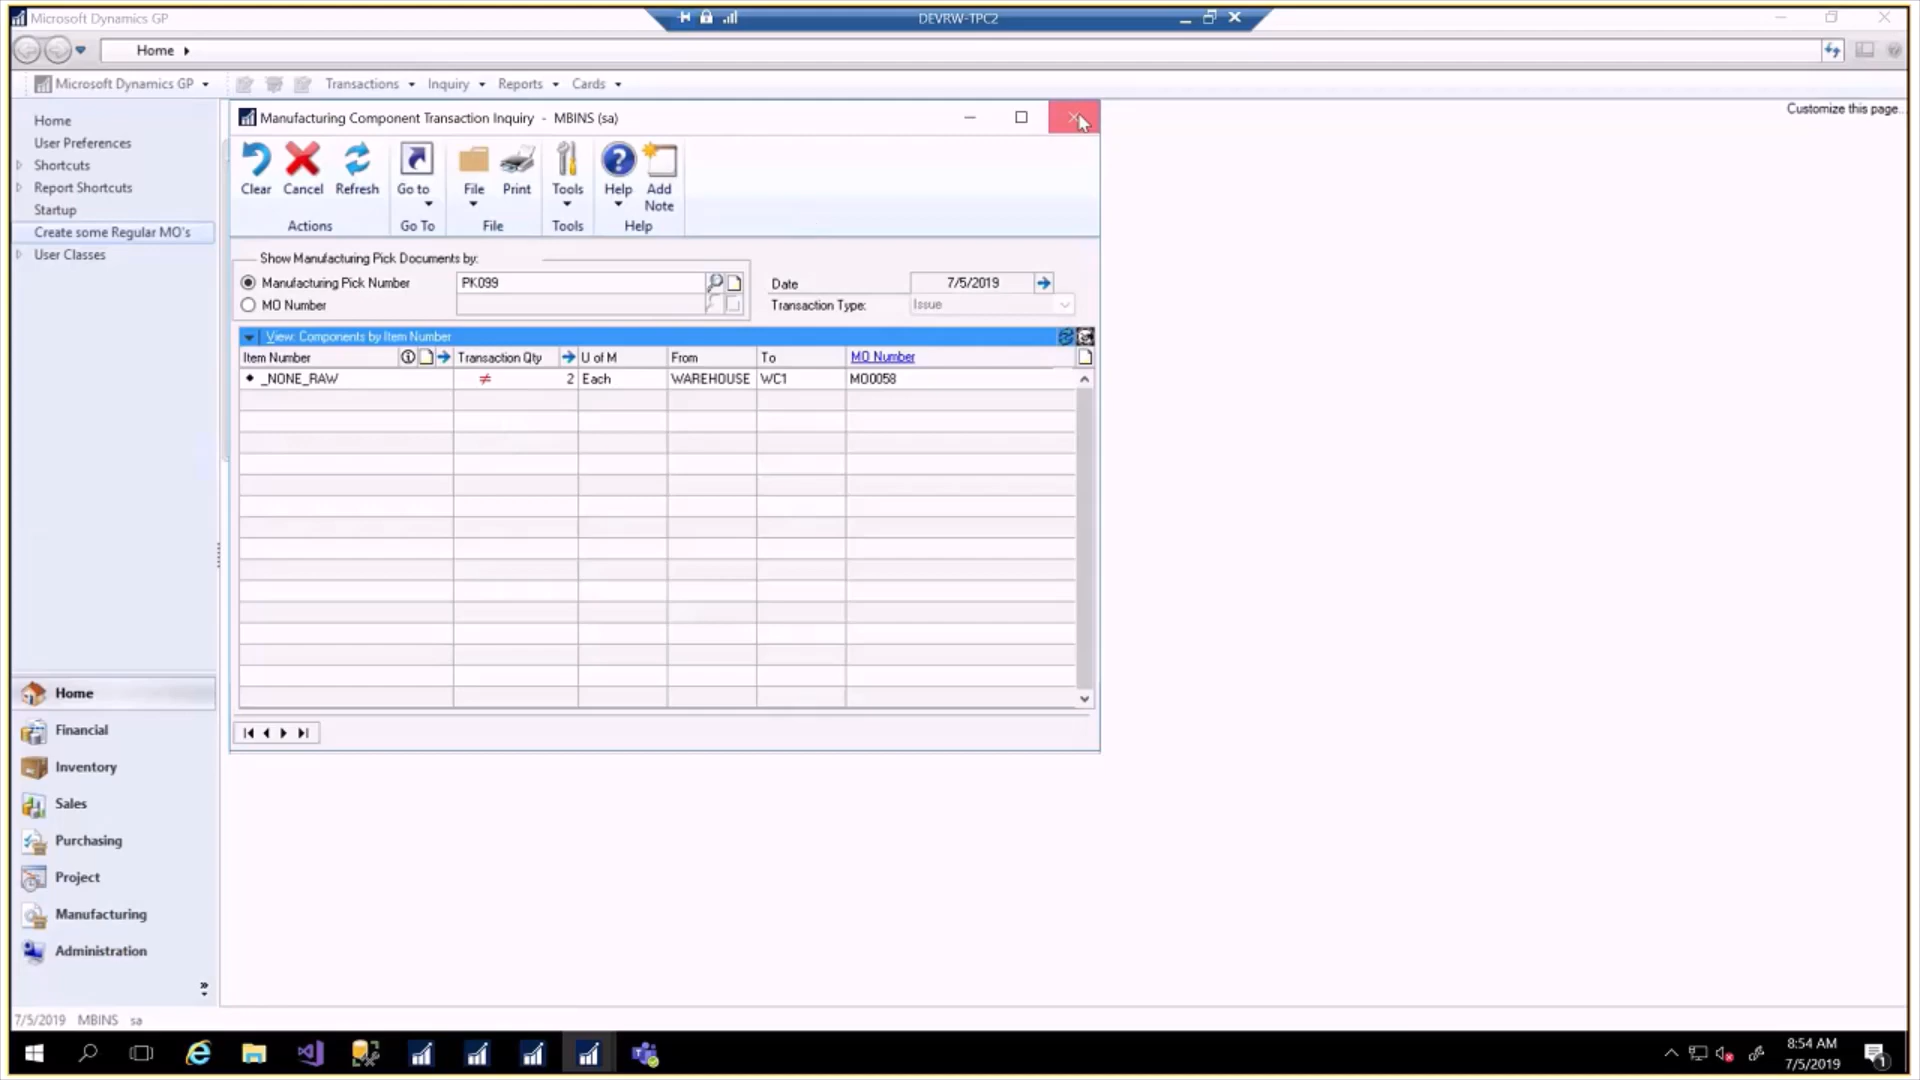 Microsoft Dynamics GP
DEVRW-TPC2
Home
Microsoft Dynamics GP
Transactions
Inquiry
Reports
Cards
Customize this page...
Home
User Preferences
Shortcuts
Report Shortcuts
Startup
Create some Regular MO's
User Classes
Manufacturing Component Transaction Inquiry - MBINS (sa)
Clear
Cancel
Refresh
Go to
File
Print
Tools
Help
Add Note
Actions
Go To
File
Tools
Help
Show Manufacturing Pick Documents by:
Manufacturing Pick Number
PK099
Date
7/5/2019
MO Number
Transaction Type:
Issue
View: Components by Item Number
Item Number
Transaction Qty
U of M
From
To
MO Number
_NONE_RAW
≠
2
Each
WAREHOUSE
WC1
MO0058
Home
Financial
Inventory
Sales
Purchasing
Project
Manufacturing
Administration
7/5/2019 MBINS sa
8:54 AM
7/5/2019
1